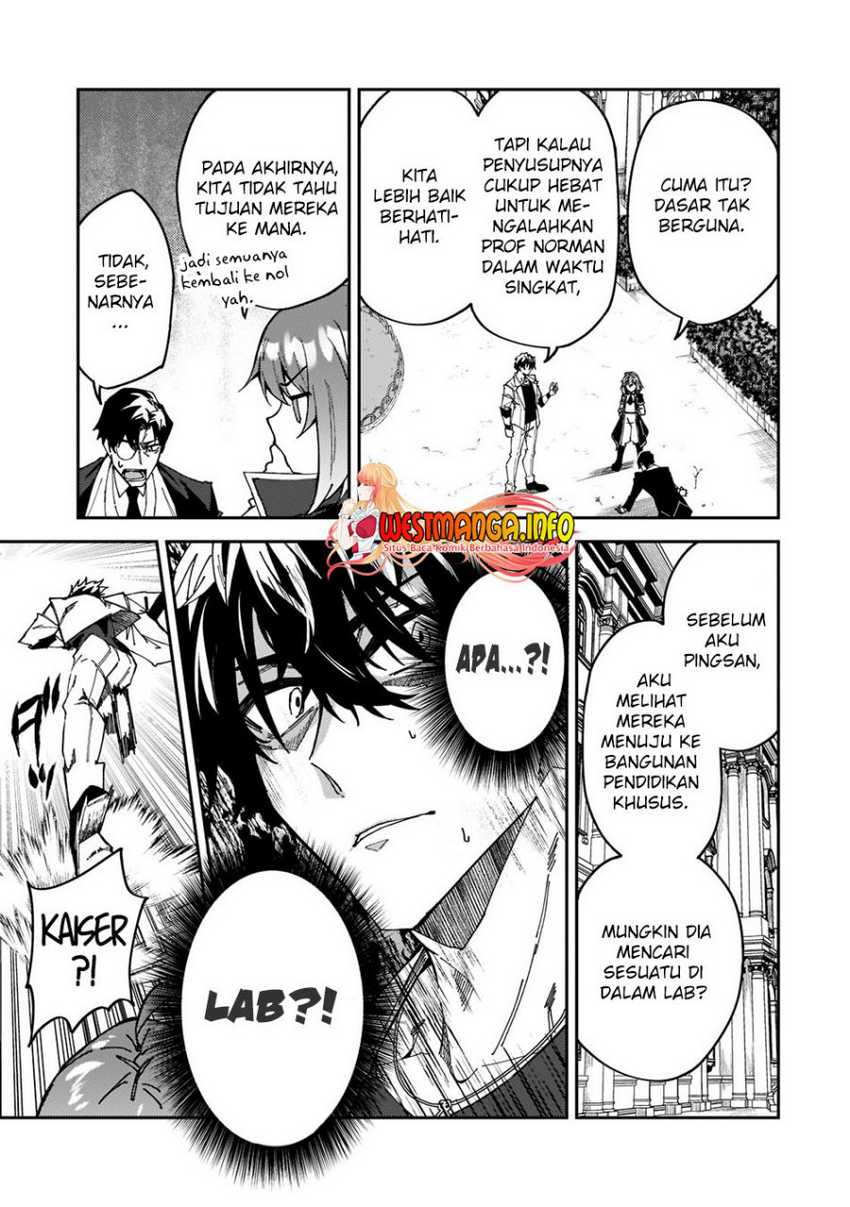 CUMA ITU?
DASAR TAK
BERGUNA.
TAPI KALAU
PENYUSUPNYA
CUKUP HEBAT
UNTUK ME-
NGALAHKAN
PROF NORMAN
DALAM WAKTU
SINGKAT,
KITA
LEBIH BAIK
BERHATI-
HATI.
PADA AKHIRNYA,
KITA TIDAK TAHU
TUJUAN MEREKA
KE MANA.
jadi semuanya
kembali ke nol
yah.
TIDAK,
SEBE-
NARNYA
...
WESTMANGA.INFO
Situs Baca Komik Berbahasa Indonesia
SEBELUM
AKU
PINGSAN,
AKU
MELIHAT
MEREKA
MENUJU KE
BANGUNAN
PENDIDIKAN
KHUSUS.
MUNGKIN DIA
MENCARI
SESUATU DI
DALAM LAB?
APA...?!
LAB?!
ダッ
KAISER
?!